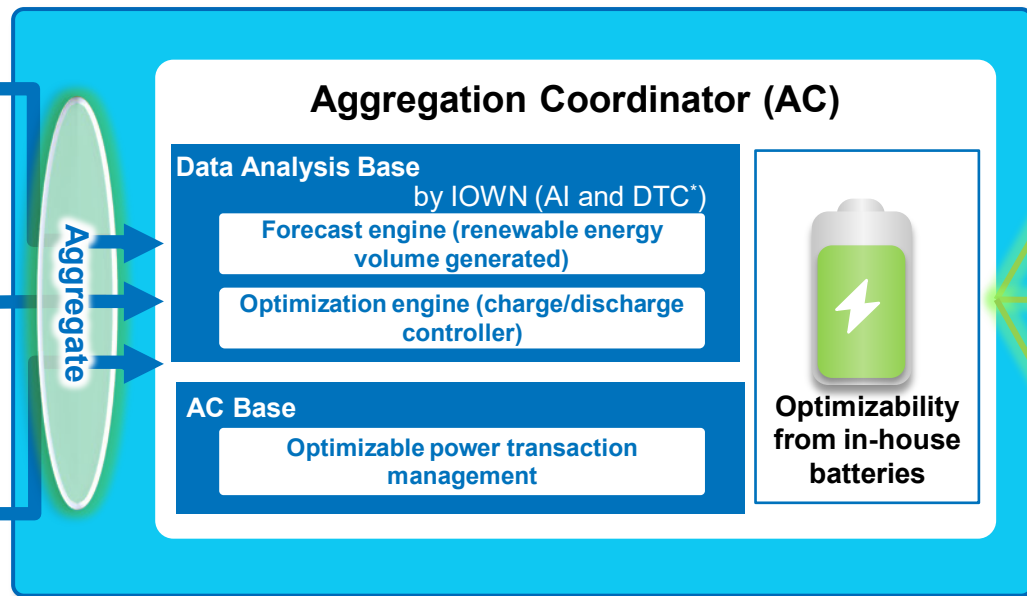 Aggregation Coordinator (AC)
Aggregate
Data Analysis Base
by IOWN (AI and DTC*)
Forecast engine (renewable energy
volume generated)
Optimization engine (charge/discharge
controller)
AC Base
Optimizable power transaction
management
Optimizability
from in-house
batteries